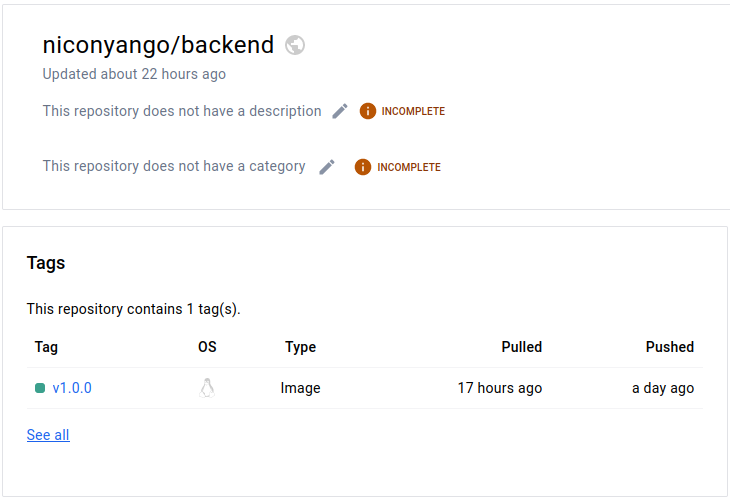 niconyango/backend
Updated about 22 hours ago
This repository does not have a description INCOMPLETE
This repository does not have a category INCOMPLETE
Tags
This repository contains 1 tag(s).
Tag OS Type Pulled Pushed
v1.0.0 Image 17 hours ago a day ago
See all